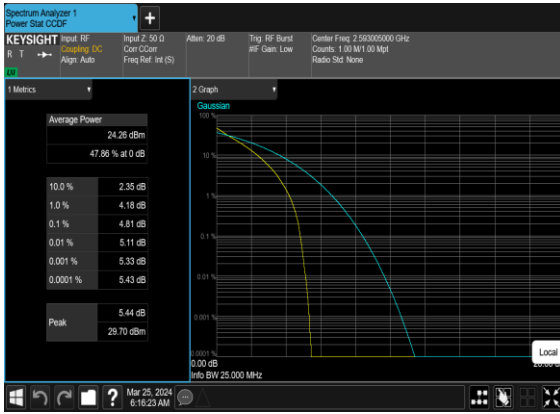 Spectrum Analyzer 1
Power Stat CCDF
KEYSIGHT
R T
LXI
Input: RF
Coupling: DC
Align: Auto
Input Z: 50 Ω
Corr CCorr
Freq Ref: Int (S)
Atten: 20 dB
Trig: RF Burst
#IF Gain: Low
Center Freq: 2.593005000 GHz
Counts: 1.00 M/1.00 Mpt
Radio Std: None
1 Metrics
Average Power
24.26 dBm
47.86 % at 0 dB
10.0 % 2.35 dB
1.0 % 4.18 dB
0.1 % 4.81 dB
0.01 % 5.11 dB
0.001 % 5.33 dB
0.0001 % 5.43 dB
Peak
5.44 dB
29.70 dBm
2 Graph
Gaussian
100 %
10 %
1 %
0.1 %
0.01 %
0.001 %
0.0001 %
0.00 dB
Info BW 25.000 MHz
Local
?
Mar 25, 2024
6:16:23 AM